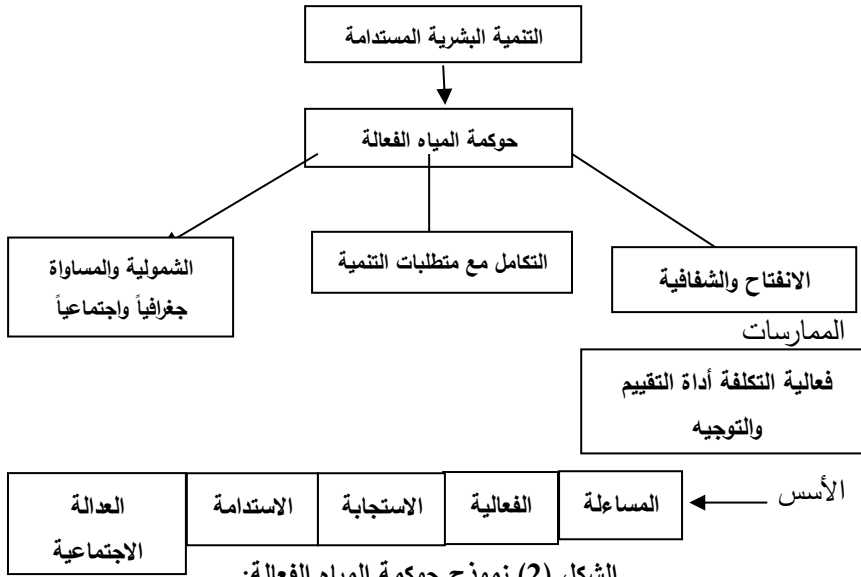 التنمية البشرية المستدامة
حوكمة المياه الفعالة
الانفتاح والشفافية
التكامل مع متطلبات التنمية
الشمولية والمساواة
جغرافياً واجتماعياً
الممارسات
فعالية التكلفة أداة التقييم
والتوجيه
الأسس
المساءلة
الفعالية
الاستجابة
الاستدامة
العدالة
الاجتماعية
الشكل (2) نموذج حوكمة المياه الفعالة: